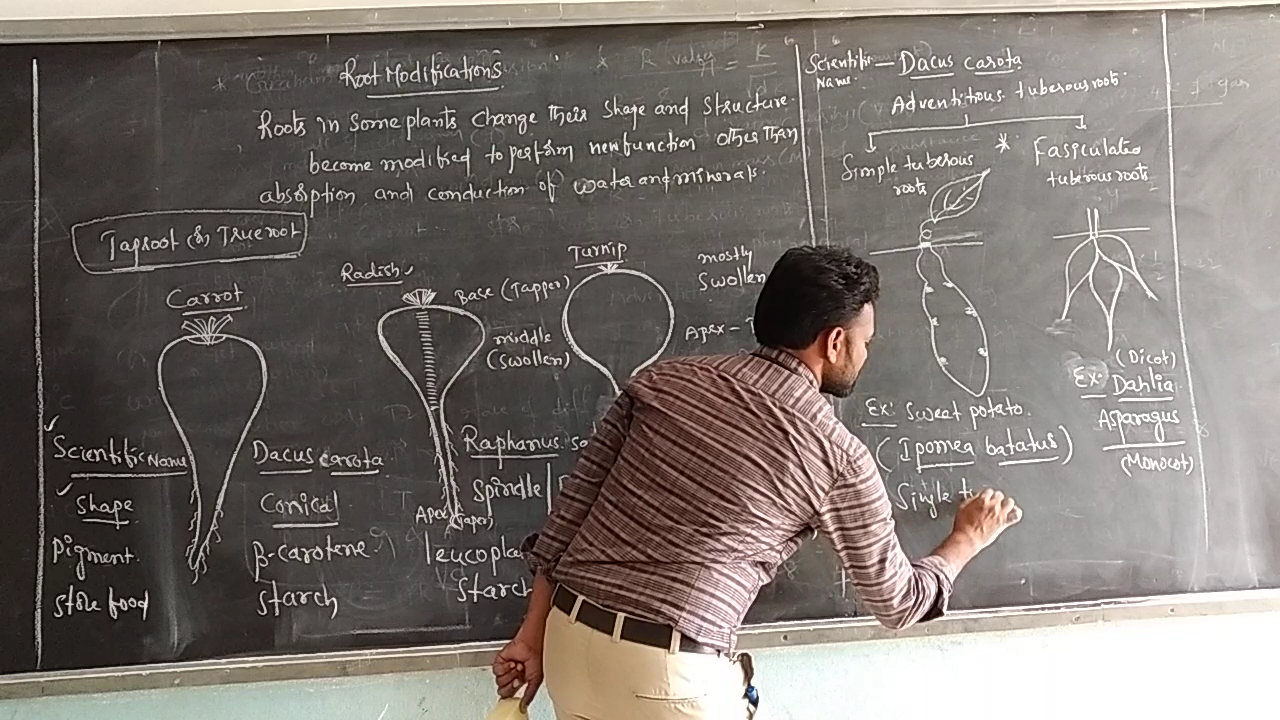 Root Modifications
Roots in some plants change their shape and structure.
become modified to perform new function other than
absorption and conduction of water and minerals.
Taproot (or) True root
Carrot
Radish
Base (Tapper)
middle
(Swollen)
Apex (taper)
Turnip
mostly
Swollen
Apex -
Scientific Name
Dacus carota
Raphanus
Shape
Conical
Spindle
Pigment.
β-carotene
leucopla
Store food
Starch
Starch
Scientific Name - Dacus carota
Adventitious tuberous roots.
Simple tuberous
roots
* Fasiculated
tuberous roots
Ex: Sweet potato.
(Ipomea batatus)
Single
(Dicot)
Ex: Dahlia
Asparagus
(Monocot)